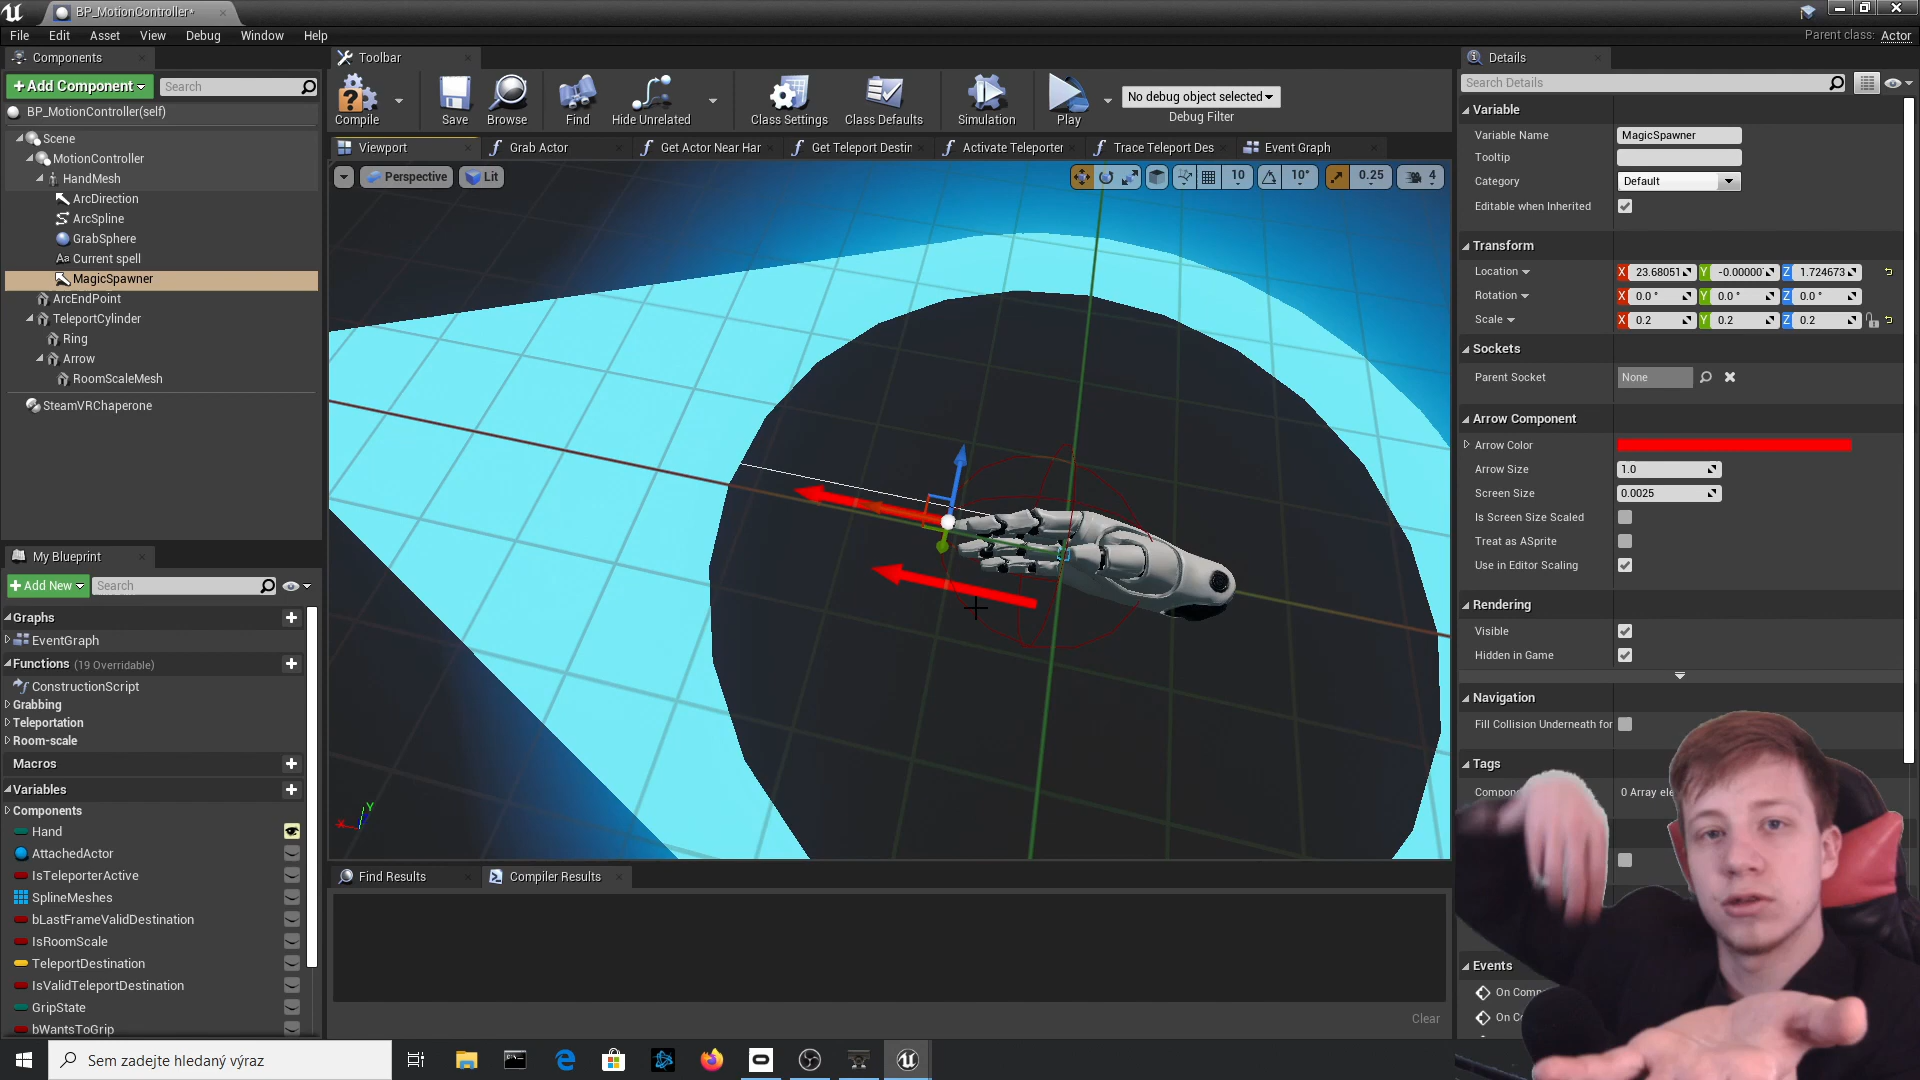 BP_MotionController*
File Edit Asset View Debug Window Help
Parent class: Actor
Components
+Add Component
Search
BP_MotionController(self)
Scene
MotionController
HandMesh
ArcDirection
ArcSpline
GrabSphere
Current spell
MagicSpawner
ArcEndPoint
TeleportCylinder
Ring
Arrow
RoomScaleMesh
SteamVRChaperone
My Blueprint
+Add New
Search
Graphs
EventGraph
Functions (19 Overridable)
ConstructionScript
Grabbing
Teleportation
Room-scale
Macros
Variables
Components
Hand
AttachedActor
IsTeleporterActive
SplineMeshes
bLastFrameValidDestination
IsRoomScale
TeleportDestination
IsValidTeleportDestination
GripState
bWantsToGrip
Toolbar
Compile
Save
Browse
Find
Hide Unrelated
Class Settings
Class Defaults
Simulation
Play
No debug object selected
Debug Filter
Viewport
Grab Actor
Get Actor Near Har
Get Teleport Destin
Activate Teleporter
Trace Teleport Des
Event Graph
Perspective
Lit
10
10°
0.25
4
X
Y
Find Results
Compiler Results
Clear
Details
Search Details
Variable
Variable Name MagicSpawner
Tooltip
Category Default
Editable when Inherited
Transform
Location X 23.68051 Y -0.00000 Z 1.724673
Rotation X 0.0 ° Y 0.0 ° Z 0.0 °
Scale X 0.2 Y 0.2 Z 0.2
Sockets
Parent Socket None
Arrow Component
Arrow Color
Arrow Size 1.0
Screen Size 0.0025
Is Screen Size Scaled
Treat as ASprite
Use in Editor Scaling
Rendering
Visible
Hidden in Game
Navigation
Fill Collision Underneath for
Tags
Compon 0 Array ele
Events
On Comp
On Co
Sem zadejte hledaný výraz